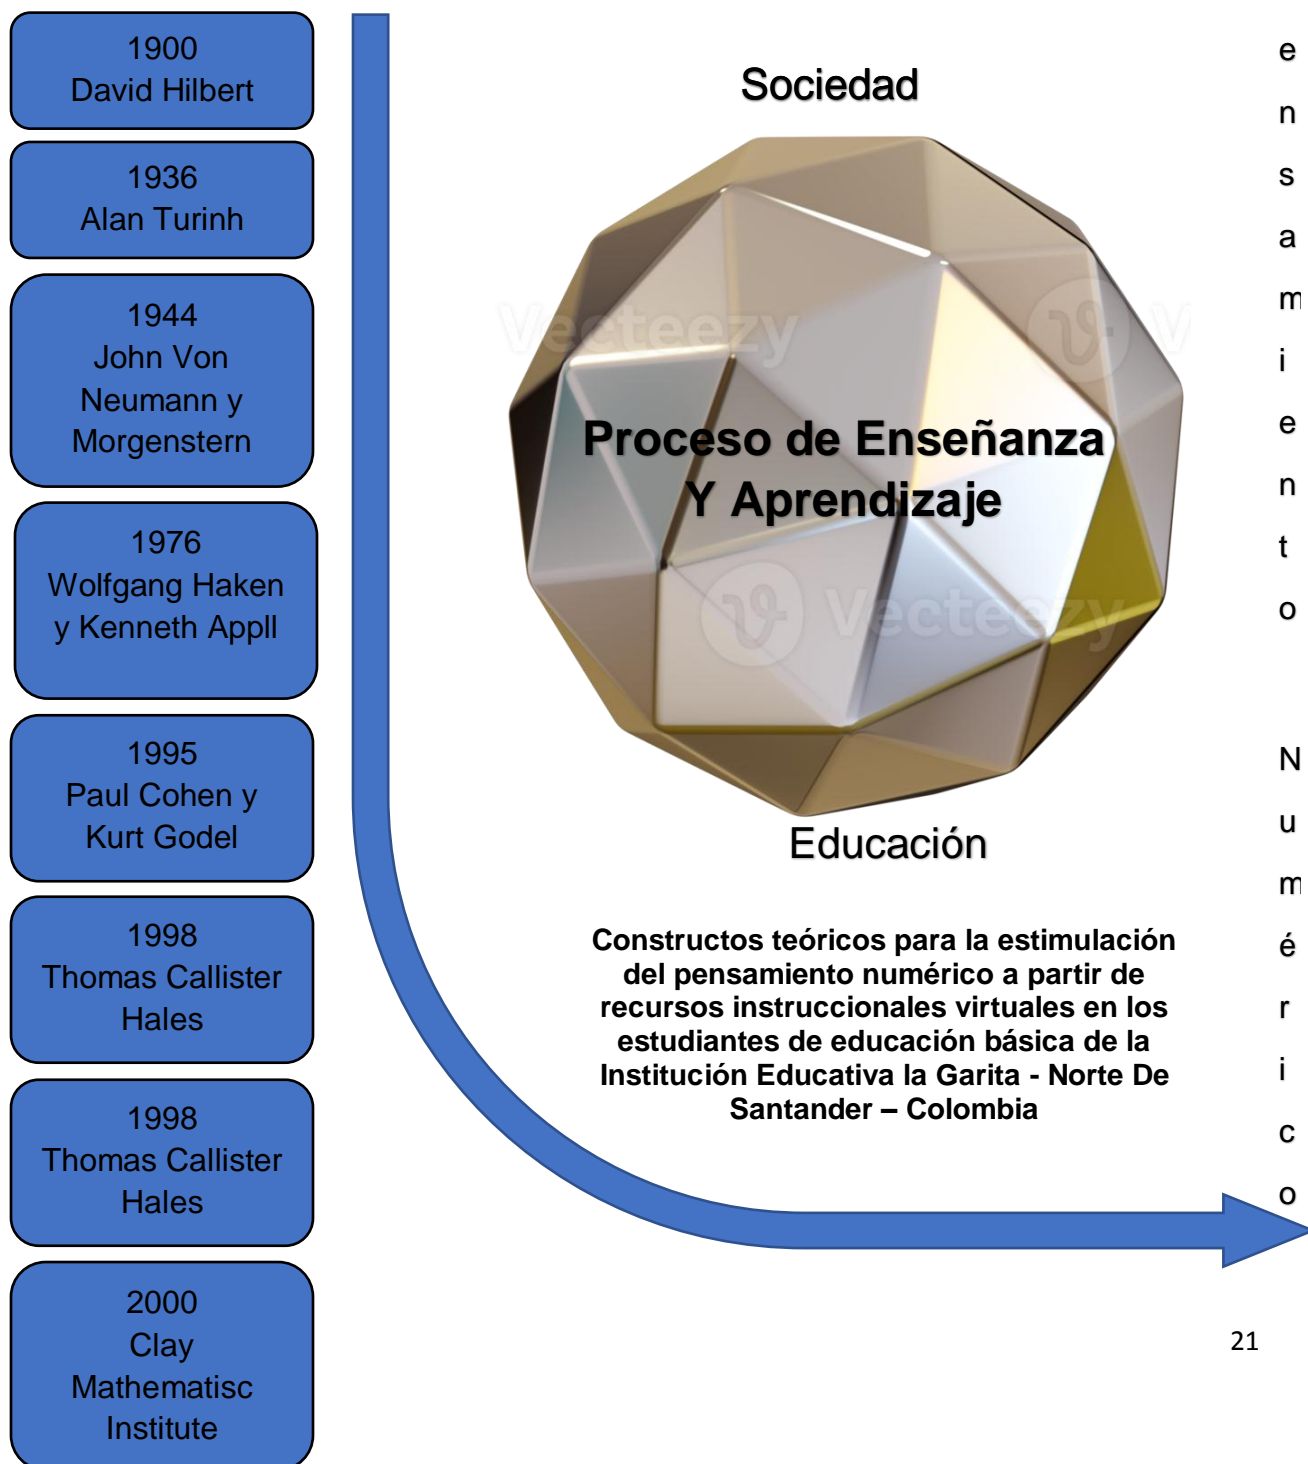 1900
David Hilbert
1936
Alan Turinh
1944
John Von
Neumann y
Morgenstern
1976
Wolfgang Haken
y Kenneth Appll
1995
Paul Cohen y
Kurt Godel
1998
Thomas Callister
Hales
1998
Thomas Callister
Hales
2000
Clay
Mathematisc
Institute
Sociedad
Vecteezy
V
Proceso de Enseñanza
Y Aprendizaje
Vecteezy
Educación
Constructos teóricos para la estimulación
del pensamiento numérico a partir de
recursos instruccionales virtuales en los
estudiantes de educación básica de la
Institución Educativa la Garita - Norte De
Santander – Colombia
e
n
s
a
m
i
e
n
t
o
N
u
m
é
r
i
c
o
21